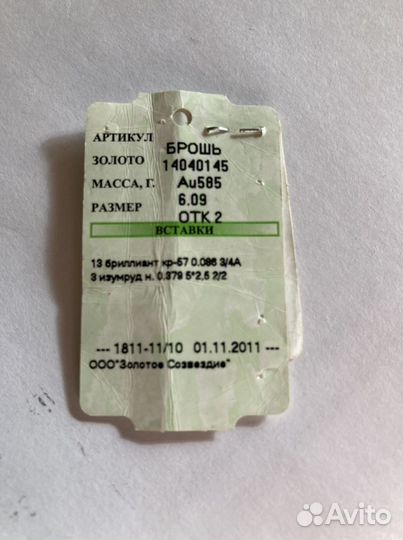 БРОШЬ
АРТИКУЛ 14040145
ЗОЛОТО Au585
МАССА, Г. 6.09
РАЗМЕР ОТК 2
ВСТАВКИ
13 бриллиант кр-57 0.086 3/4А
3 изумруд н. 0.379 5*2,5 2/2
--- 1811-11/10 01.11.2011 ---
ООО"Золотое Созвездие"
Avito